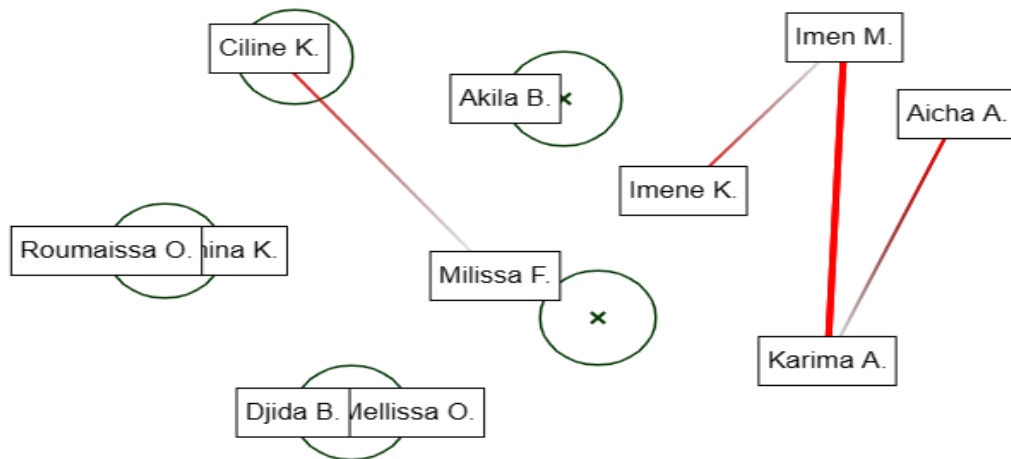 Imen M.
Ciline K.
Akila B.
Aicha A.
Imene K.
Roumaissa O.
K.
Milissa F.
Karima A.
Djida B.
O.